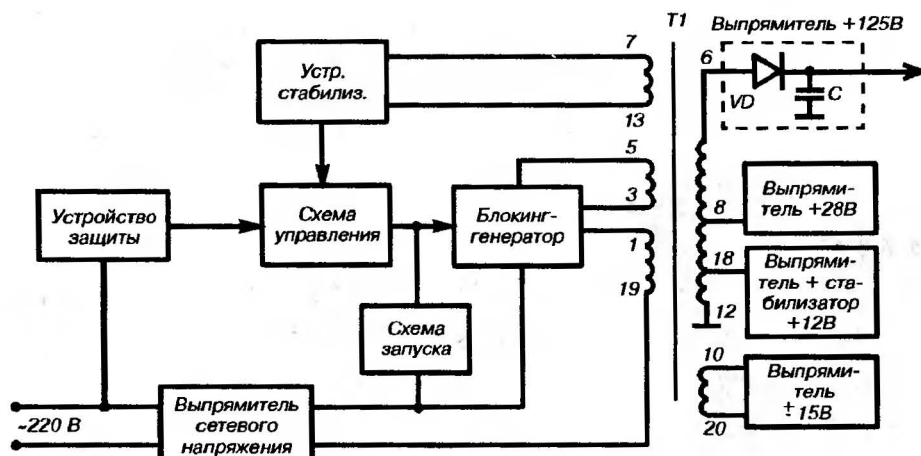 T1
Выпрямитель +125В
7
6
Устр.
стабилиз.
VD
C
13
5
Устройство
защиты
Схема
управления
Блокинг-
генератор
3
8
Выпрями-
тель +28В
1
18
Выпрями-
тель + ста-
билизатор
+12В
19
12
Схема
запуска
10
Выпрями-
тель
±15В
20
~220 В
Выпрямитель
сетевого
напряжения